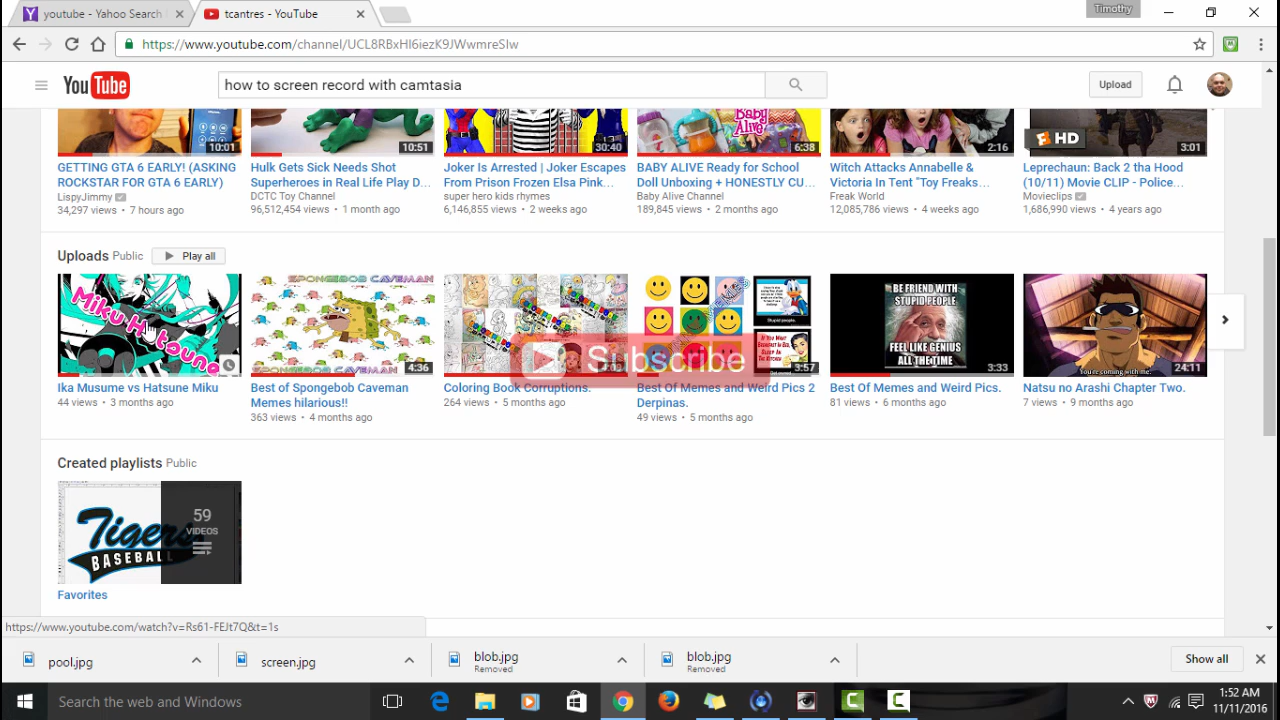 youtube - Yahoo Search
tcantres - YouTube
Timothy
https://www.youtube.com/channel/UCL8RBxHI6iezK9JWwmreSIw
YouTube
how to screen record with camtasia
Upload
10:01
10:51
30:40
BABY Alive
6:38
2:16
HD
3:01
GETTING GTA 6 EARLY! (ASKING
ROCKSTAR FOR GTA 6 EARLY)
LispyJimmy
34,297 views • 7 hours ago
Hulk Gets Sick Needs Shot
Superheroes in Real Life Play D...
DCTC Toy Channel
96,512,454 views • 1 month ago
Joker Is Arrested | Joker Escapes
From Prison Frozen Elsa Pink...
super hero kids rhymes
6,146,855 views • 2 weeks ago
BABY ALIVE Ready for School
Doll Unboxing + HONESTLY CU...
Baby Alive Channel
189,845 views • 2 months ago
Witch Attacks Annabelle &
Victoria In Tent "Toy Freaks...
Freak World
12,085,786 views • 4 weeks ago
Leprechaun: Back 2 tha Hood
(10/11) Movie CLIP - Police...
Movieclips
1,686,990 views • 4 years ago
Uploads Public
Play all
Miku H tsune
SPONGEBOB CAVEMAN
SPONGEBOB CAVEMAN
4:36
Stupid people.
3:57
BE FRIEND WITH
STUPID PEOPLE
FEEL LIKE GENIUS
ALL THE TIME
3:33
You're coming with me.
24:11
Subscribe
Ika Musume vs Hatsune Miku
44 views • 3 months ago
Best of Spongebob Caveman
Memes hilarious!!
363 views • 4 months ago
Coloring Book Corruptions.
264 views • 5 months ago
Best Of Memes and Weird Pics 2
Derpinas.
49 views • 5 months ago
Best Of Memes and Weird Pics.
81 views • 6 months ago
Natsu no Arashi Chapter Two.
7 views • 9 months ago
Created playlists Public
Tigers
BASEBALL
59
VIDEOS
Favorites
https://www.youtube.com/watch?v=Rs61-FEJt7Q&t=1s
pool.jpg
screen.jpg
blob.jpg
Removed
blob.jpg
Removed
Show all
Search the web and Windows
1:52 AM
11/11/2016